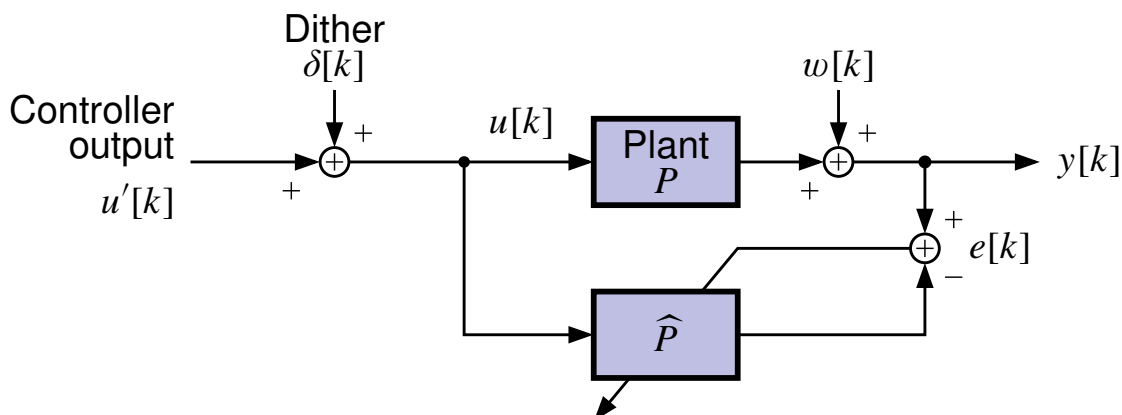 Dither
δ[k]
w[k]
Controller
output
u′[k]
+
+
+
u[k]
Plant
P
+
+
+
y[k]
+
+
−
e[k]
P̂